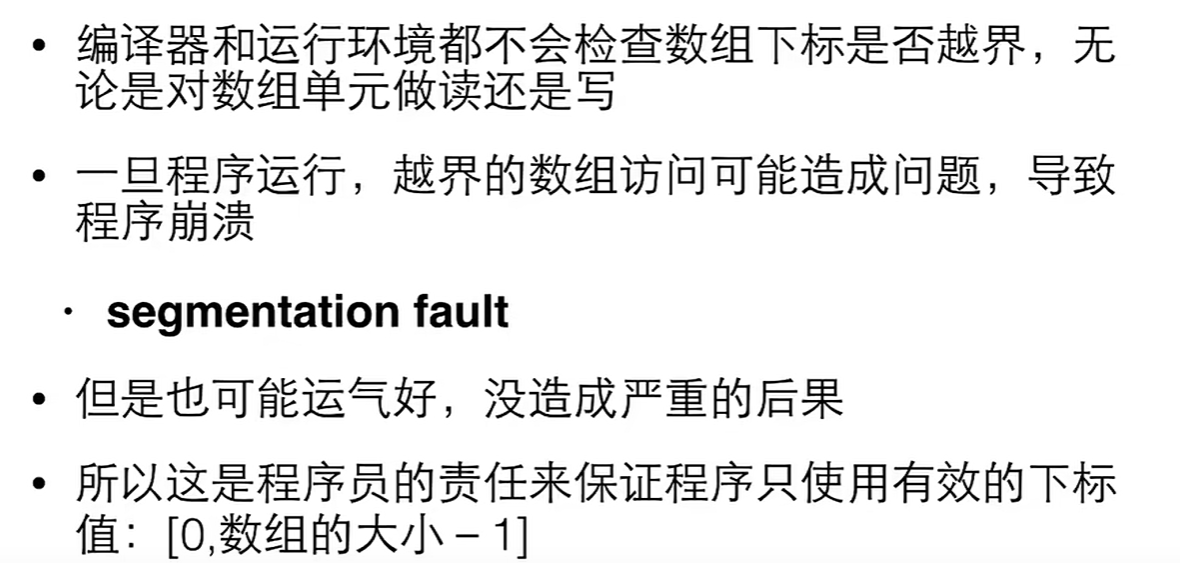 • 编译器和运行环境都不会检查数组下标是否越界，无
论是对数组单元做读还是写
• 一旦程序运行，越界的数组访问可能造成问题，导致
程序崩溃
• segmentation fault
• 但是也可能运气好，没造成严重的后果
• 所以这是程序员的责任来保证程序只使用有效的下标
值：[0,数组的大小 – 1]